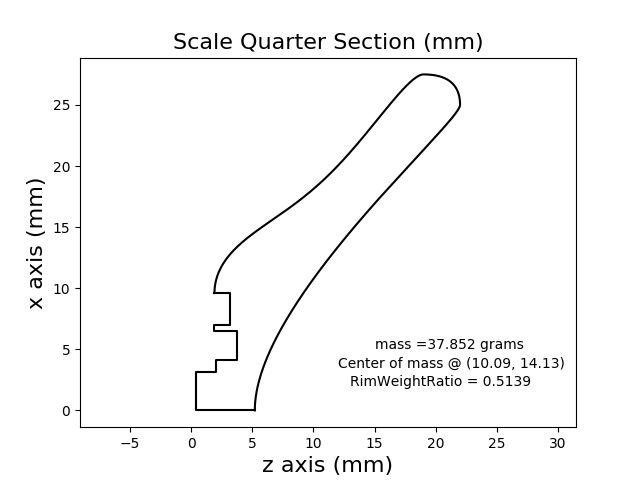 Scale Quarter Section (mm)
x axis (mm)
25
20
15
10
5
0
mass =37.852 grams
Center of mass @ (10.09, 14.13)
RimWeightRatio = 0.5139
−5 0 5 10 15 20 25 30
z axis (mm)